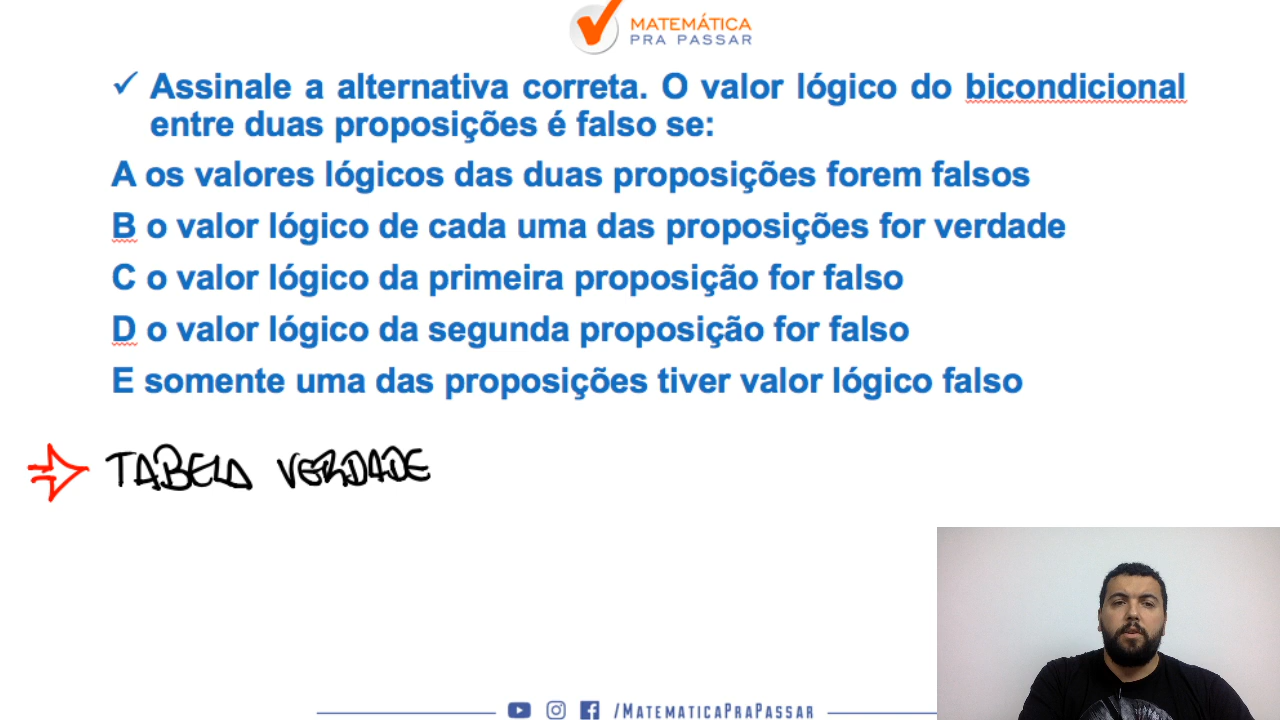 MATEMÁTICA
PRA PASSAR
✓ Assinale a alternativa correta. O valor lógico do bicondicional
entre duas proposições é falso se:
A os valores lógicos das duas proposições forem falsos
B o valor lógico de cada uma das proposições for verdade
C o valor lógico da primeira proposição for falso
D o valor lógico da segunda proposição for falso
E somente uma das proposições tiver valor lógico falso
⇒ TABELA VERDADE
/MATEMATICAPRAPASSAR